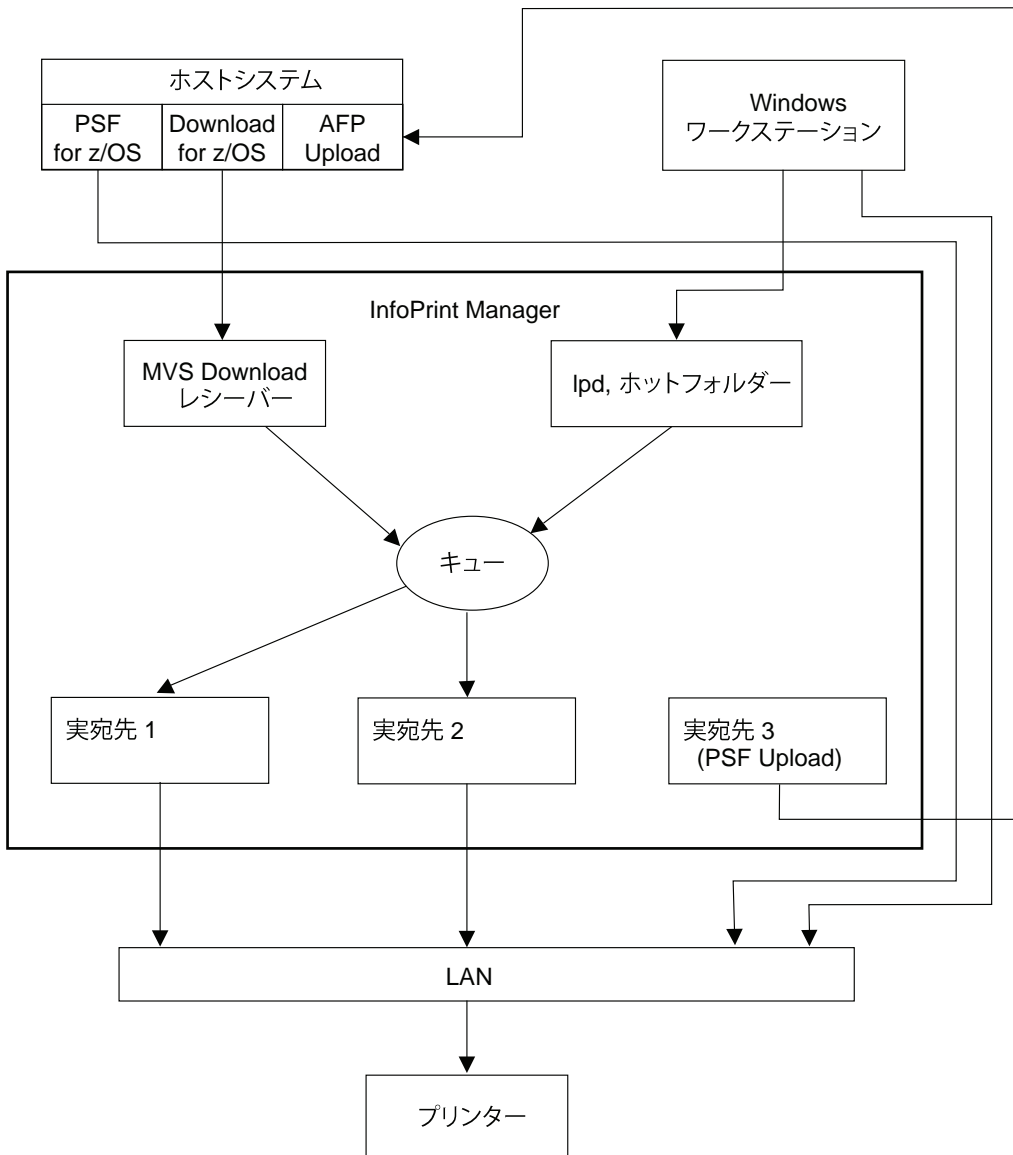 ホストシステム
PSF
for z/OS
Download
for z/OS
AFP
Upload
Windows
ワークステーション
InfoPrint Manager
MVS Download
レシーバー
lpd, ホットフォルダー
キュー
実宛先 1
実宛先 2
実宛先 3
(PSF Upload)
LAN
プリンター